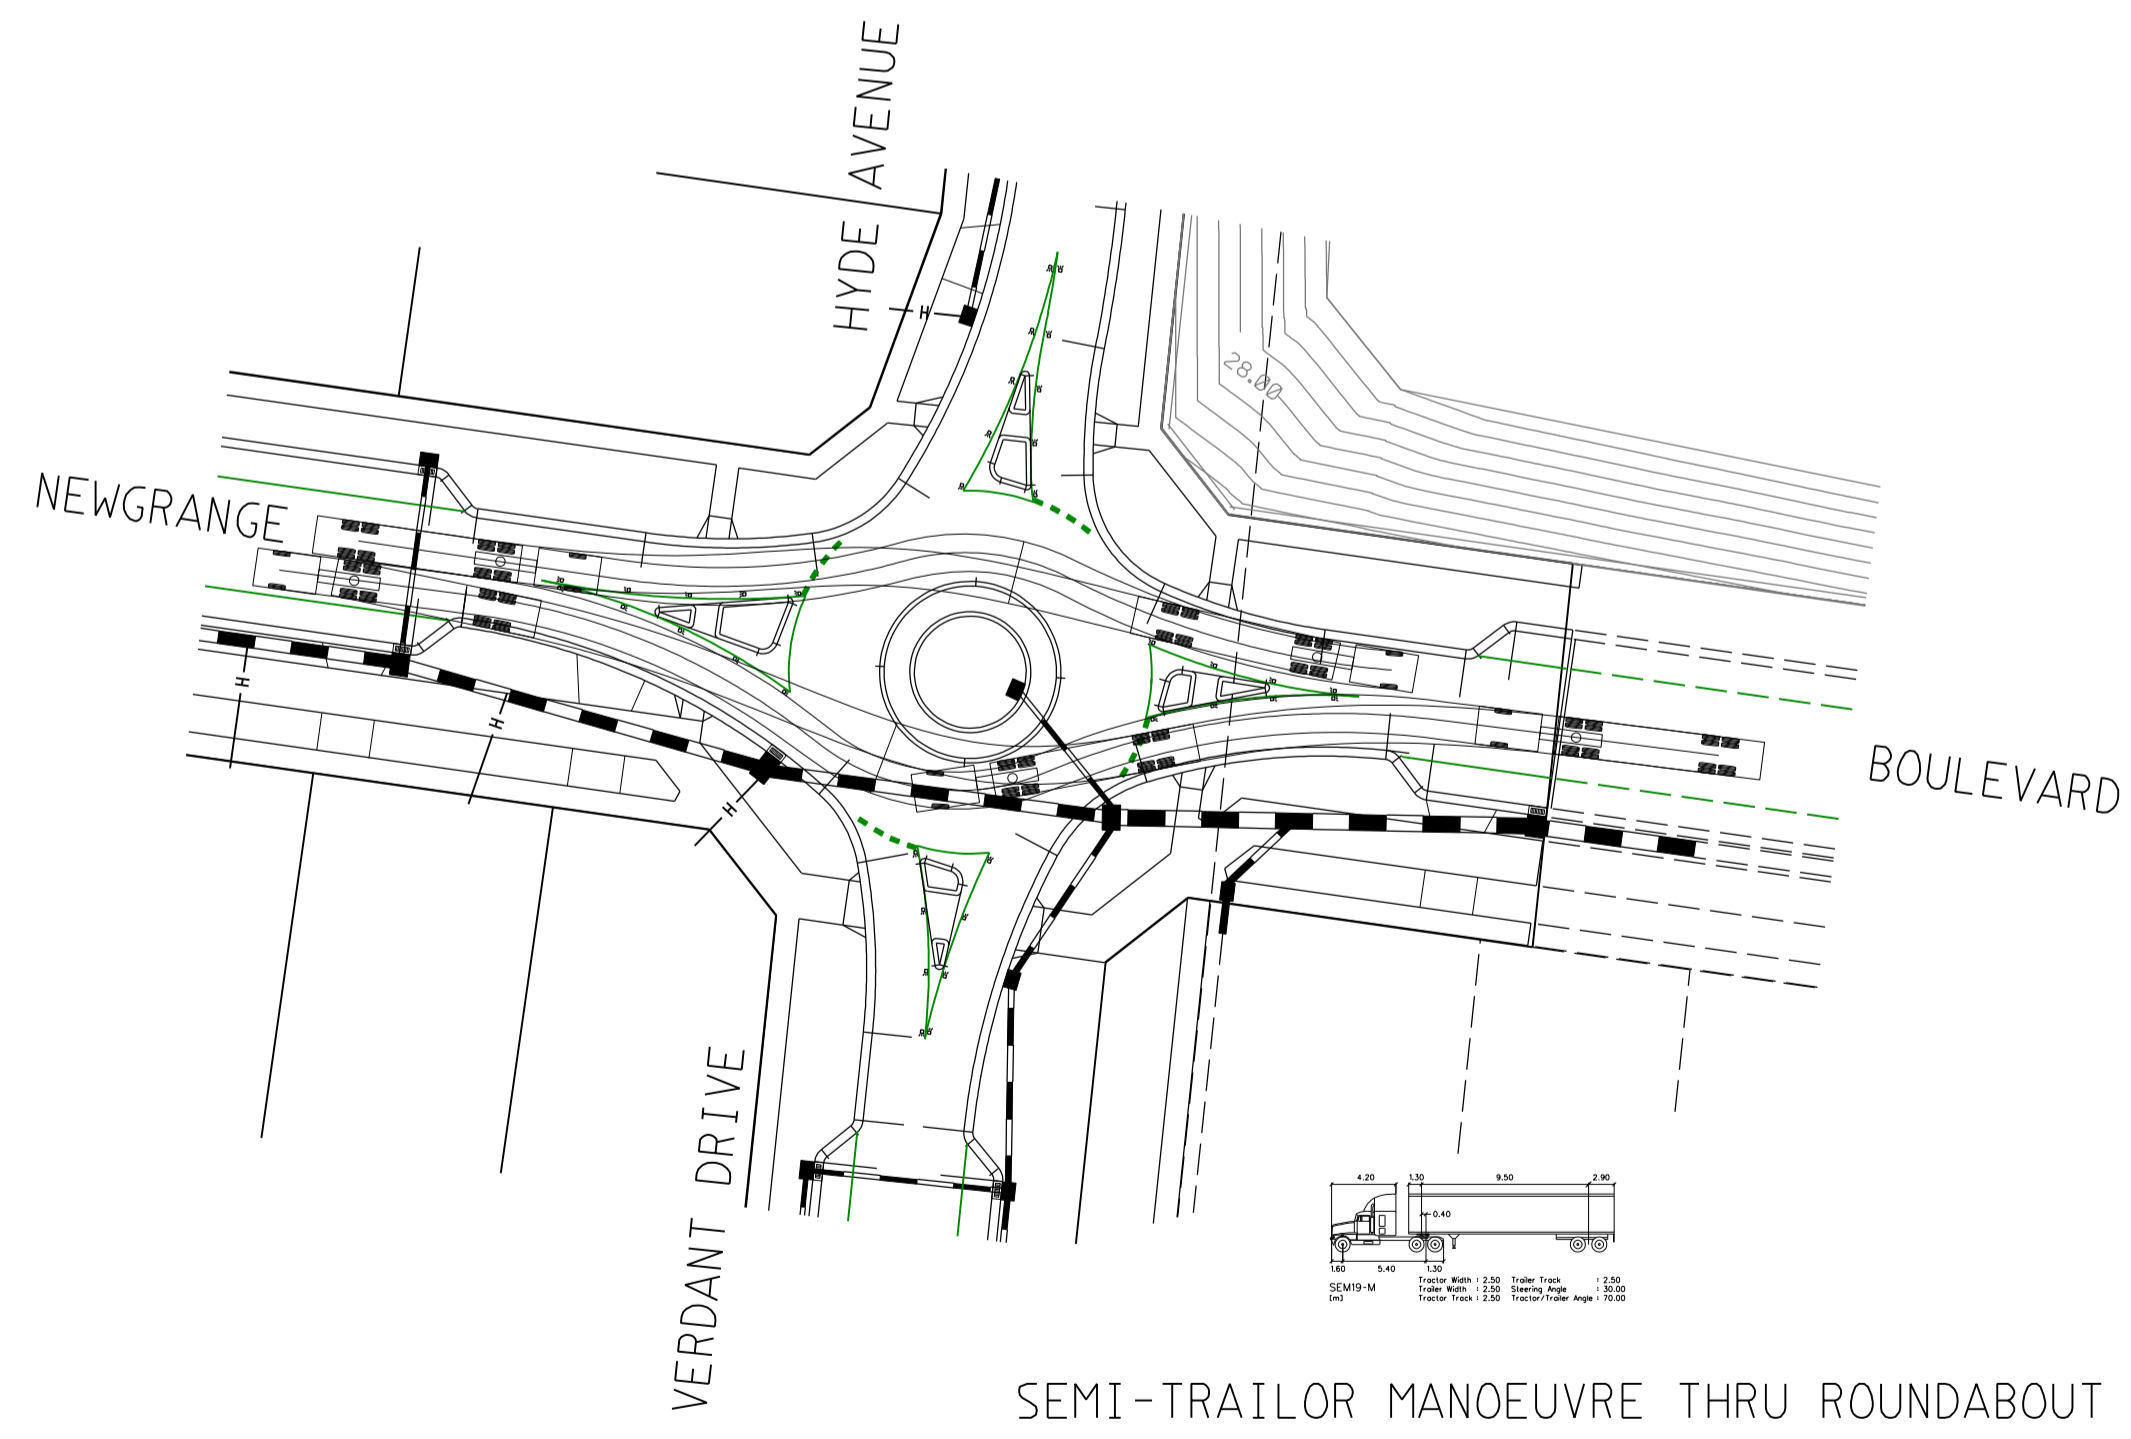 HYDE AVENUE
28.00
NEWGRANGE
H
H
H
H
BOULEVARD
VERDANT DRIVE
4.20 1.30 9.50 2.90
0.40
1.60 5.40 1.30
SEM19-M
[m]
Tractor Width : 2.50 Trailer Track : 2.50
Trailer Width : 2.50 Steering Angle : 30.00
Tractor Track : 2.50 Tractor/Trailer Angle : 70.00
SEMI-TRAILOR MANOEUVRE THRU ROUNDABOUT